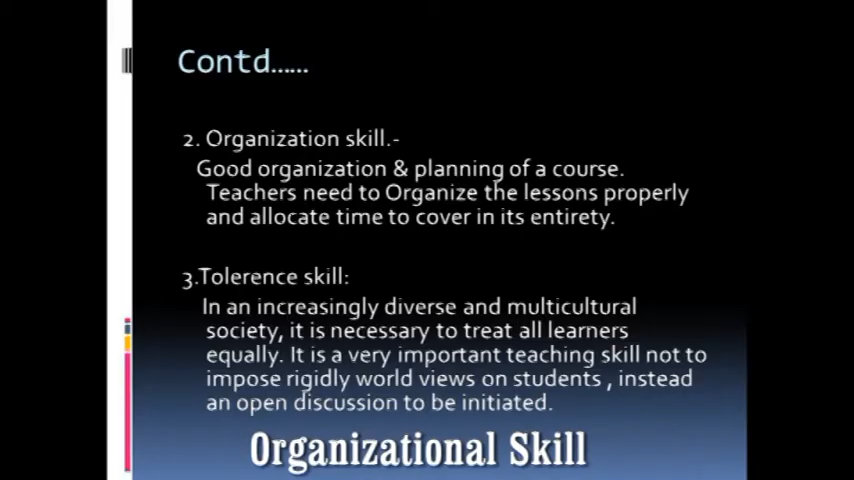 Contd......
2. Organization skill.-
Good organization & planning of a course.
Teachers need to Organize the lessons properly
and allocate time to cover in its entirety.
3.Tolerence skill:
In an increasingly diverse and multicultural
society, it is necessary to treat all learners
equally. It is a very important teaching skill not to
impose rigidly world views on students , instead
an open discussion to be initiated.
Organizational Skill